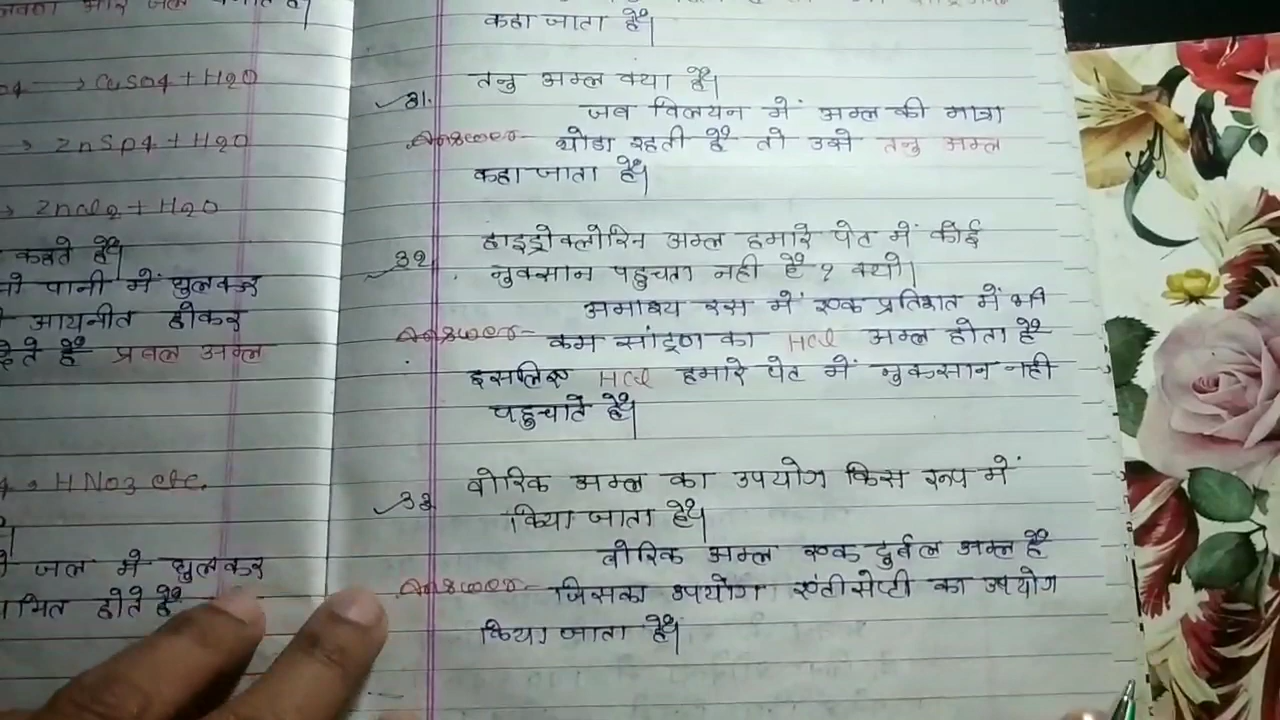 → CuSO4 + H2O
→ ZnSO4 + H2O
→ ZnCl2 + H2O
कहते हैं।
पानी में घुलकर
आयनीत होकर
देते हैं प्रबल अम्ल
HNO3 etc.
जल में घुलकर
होते हैं
कहा जाता है।
31. तनु अम्ल क्या है।
जब विलयन में अम्ल की मात्रा
Answer- थोडा रहती है तो उसे तनु अम्ल
कहा जाता है।
32. हाइड्रोक्लोरिन अम्ल हमारे पेट में कोई
नुक्सान पहुचता नही है ? क्यो।
अमाश्य रस में एक प्रतिशत में भी
Answer- कम सांद्रण का HCl अम्ल होता है
इसलिए HCl हमारे पेट में नुकसान नही
पहुचाते है।
33 बोरिक अम्ल का उपयोग किस रूप में
किया जाता है।
बोरिक अम्ल एक दुर्बल अम्ल है
Answer- जिसका उपयोग एंटीसेप्टी का उपयोग
किया जाता है।